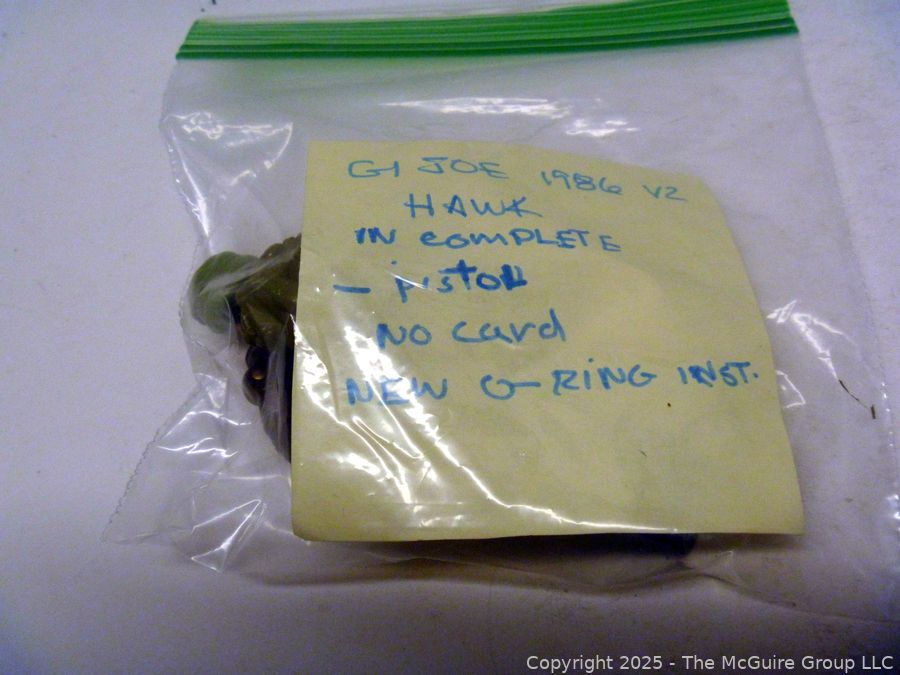 GI JOE 1986 V2
HAWK
IN COMPLETE
- piStOL
NO CARD
NEW O-RING INST.
Copyright © 2025 - The McGuire Group LLC